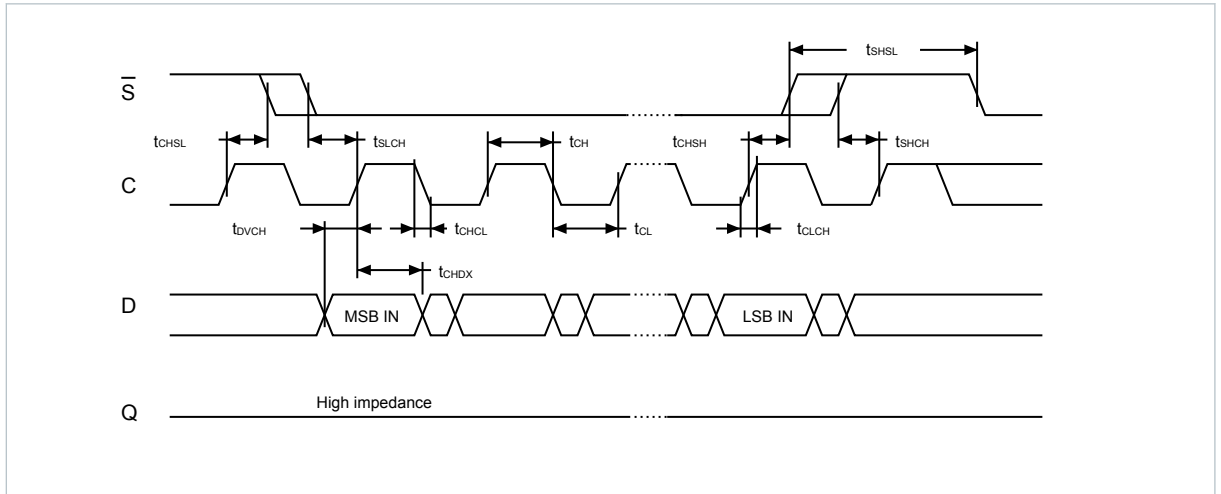 tSHSL
S̅
tCHSL
tSLCH
tCH
tCHSH
tSHCH
C
tDVCH
tCHCL
tCL
tCLCH
tCHDX
D
MSB IN
LSB IN
High impedance
Q